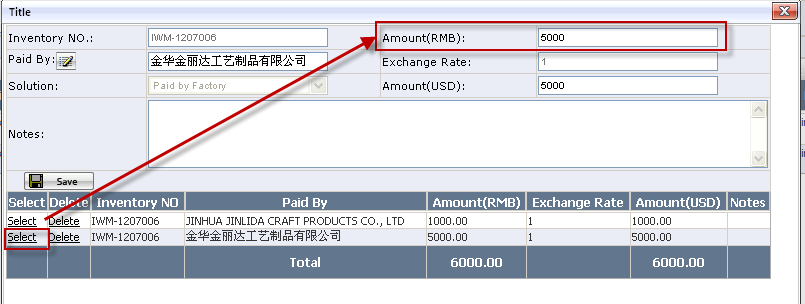 Title
Inventory NO.: IWM-1207006 Amount(RMB): 5000
Paid By: 金华金丽达工艺制品有限公司 Exchange Rate: 1
Solution: Paid by Factory Amount(USD): 5000
Notes:
Save
Select Delete Inventory NO Paid By Amount(RMB) Exchange Rate Amount(USD) Notes
Select Delete IWM-1207006 JINHUA JINLIDA CRAFT PRODUCTS CO., LTD 1000.00 1 1000.00
Select Delete IWM-1207006 金华金丽达工艺制品有限公司 5000.00 1 5000.00
Total 6000.00 6000.00